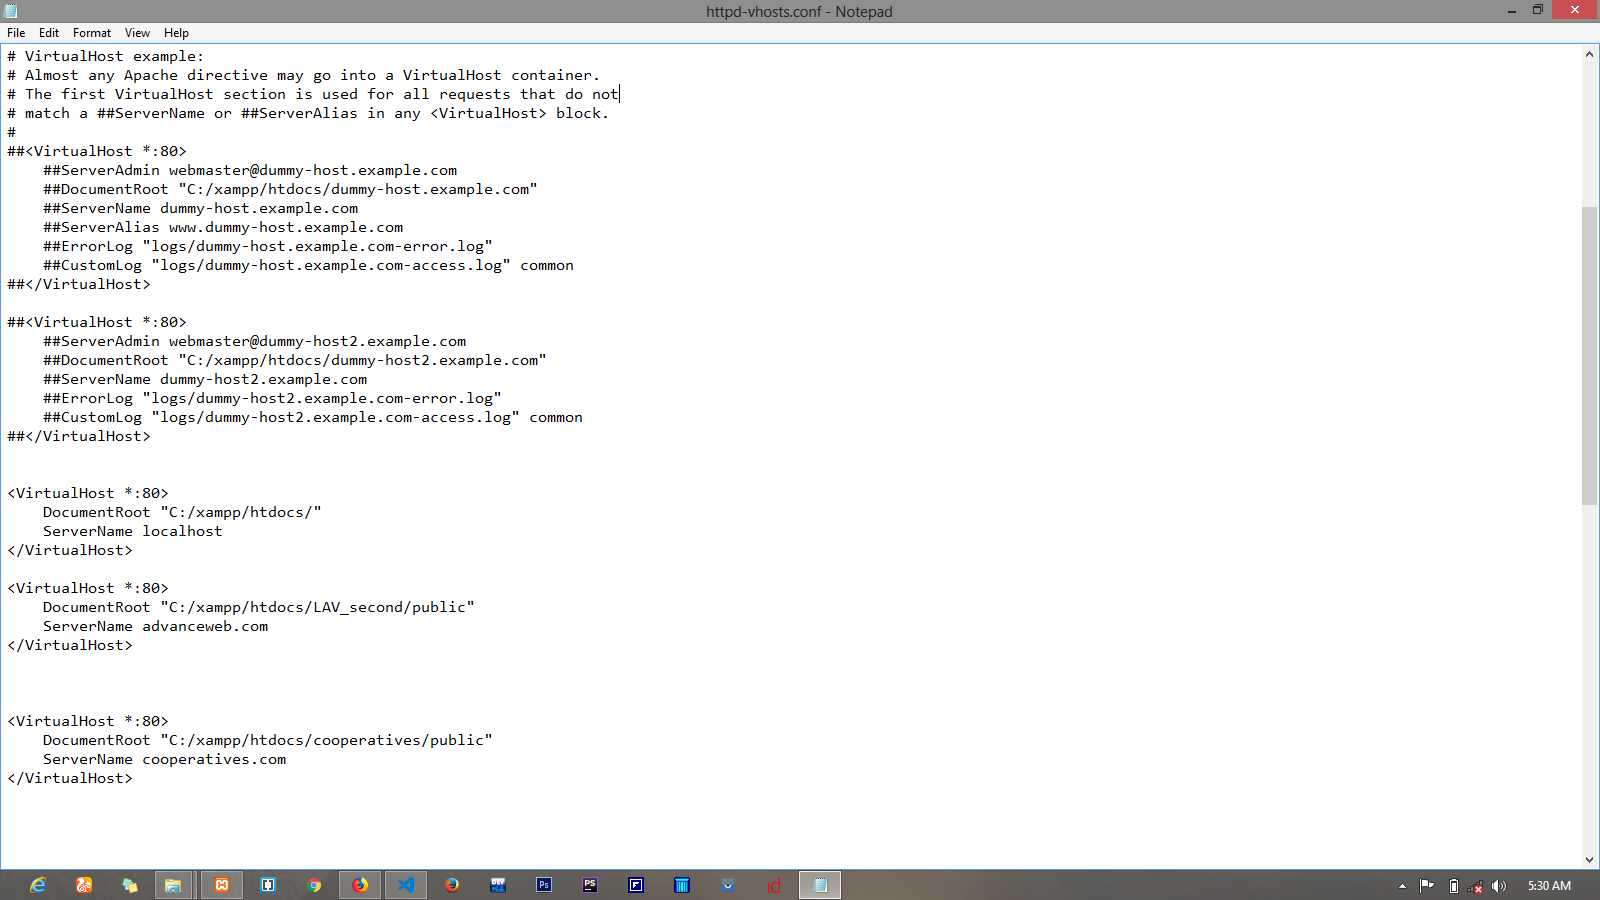 httpd-vhosts.conf - Notepad
File Edit Format View Help
# VirtualHost example:
# Almost any Apache directive may go into a VirtualHost container.
# The first VirtualHost section is used for all requests that do not
# match a ##ServerName or ##ServerAlias in any <VirtualHost> block.
#
##<VirtualHost *:80>
    ##ServerAdmin webmaster@dummy-host.example.com
    ##DocumentRoot "C:/xampp/htdocs/dummy-host.example.com"
    ##ServerName dummy-host.example.com
    ##ServerAlias www.dummy-host.example.com
    ##ErrorLog "logs/dummy-host.example.com-error.log"
    ##CustomLog "logs/dummy-host.example.com-access.log" common
##</VirtualHost>
##<VirtualHost *:80>
    ##ServerAdmin webmaster@dummy-host2.example.com
    ##DocumentRoot "C:/xampp/htdocs/dummy-host2.example.com"
    ##ServerName dummy-host2.example.com
    ##ErrorLog "logs/dummy-host2.example.com-error.log"
    ##CustomLog "logs/dummy-host2.example.com-access.log" common
##</VirtualHost>
<VirtualHost *:80>
    DocumentRoot "C:/xampp/htdocs/"
    ServerName localhost
</VirtualHost>
<VirtualHost *:80>
    DocumentRoot "C:/xampp/htdocs/LAV_second/public"
    ServerName advanceweb.com
</VirtualHost>
<VirtualHost *:80>
    DocumentRoot "C:/xampp/htdocs/cooperatives/public"
    ServerName cooperatives.com
</VirtualHost>
Ps PS id
5:30 AM